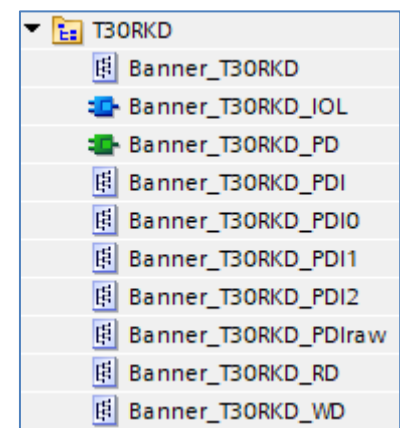 T30RKD
Banner_T30RKD
Banner_T30RKD_IOL
Banner_T30RKD_PD
Banner_T30RKD_PDI
Banner_T30RKD_PDI0
Banner_T30RKD_PDI1
Banner_T30RKD_PDI2
Banner_T30RKD_PDIraw
Banner_T30RKD_RD
Banner_T30RKD_WD